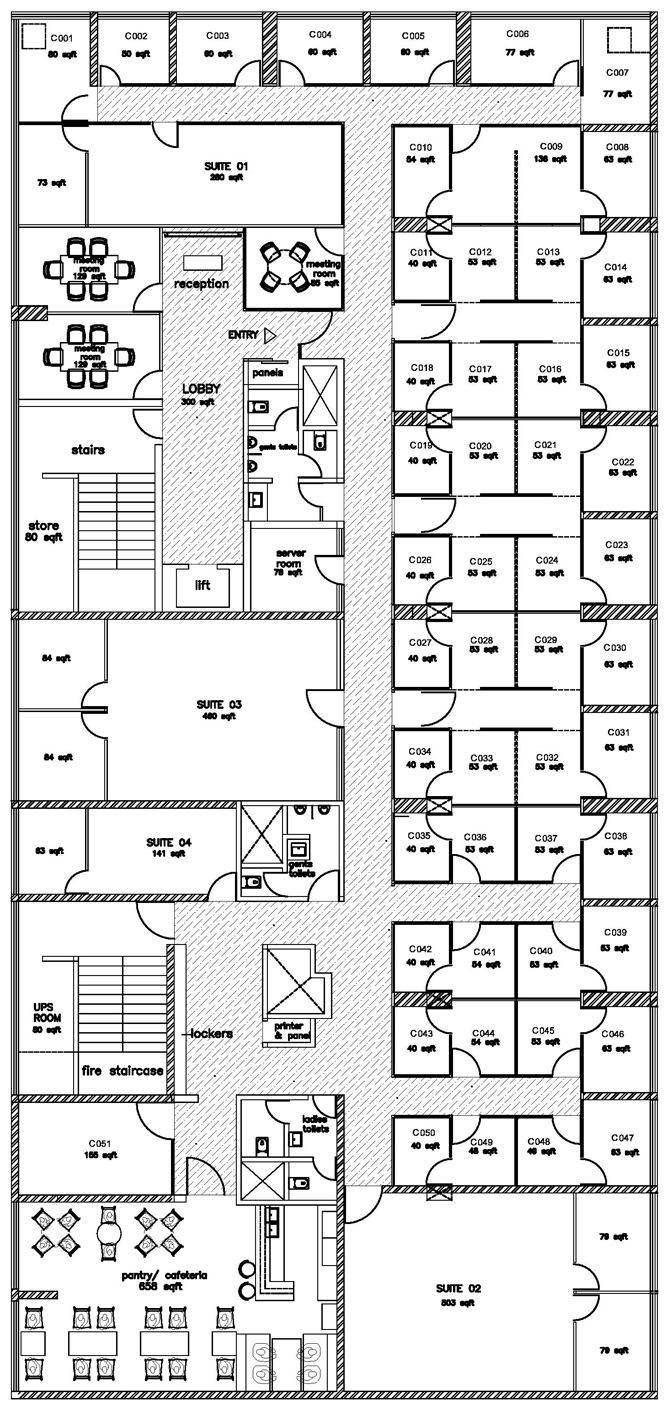 C001
80 sqft
C002
50 sqft
C003
60 sqft
C004
60 sqft
C005
60 sqft
C006
77 sqft
C007
77 sqft
73 sqft
SUITE 01
C010
54 sqft
C009
136 sqft
C008
63 sqft
meeting
room
129 sqft
reception
meeting
room
85 sqft
C011
40 sqft
C012
53 sqft
C013
53 sqft
C014
63 sqft
meeting
room
129 sqft
ENTRY
panels
LOBBY
300 sqft
C018
40 sqft
C017
53 sqft
C016
53 sqft
C015
63 sqft
stairs
gents toilets
C019
40 sqft
C020
53 sqft
C021
53 sqft
C022
63 sqft
store
80 sqft
server
room
78 sqft
lift
C026
40 sqft
C025
53 sqft
C024
53 sqft
C023
63 sqft
84 sqft
SUITE 03
460 sqft
84 sqft
C027
40 sqft
C028
53 sqft
C029
53 sqft
C030
63 sqft
C034
40 sqft
C033
53 sqft
C032
53 sqft
C031
63 sqft
63 sqft
SUITE 04
141 sqft
gents
toilets
C035
40 sqft
C036
53 sqft
C037
53 sqft
C038
63 sqft
C042
40 sqft
C041
54 sqft
C040
53 sqft
C039
53 sqft
UPS
ROOM
80 sqft
fire staircase
lockers
printer
& panel
C043
40 sqft
C044
54 sqft
C045
53 sqft
C046
63 sqft
C051
ladies
toilets
C050
40 sqft
C049
48 sqft
C048
49 sqft
C047
63 sqft
pantry/ cafeteria
658 sqft
SUITE 02
503 sqft
79 sqft
79 sqft